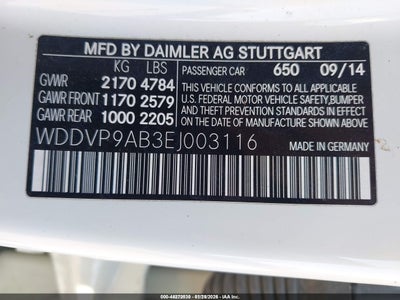 MFD BY DAIMLER AG STUTTGART
KG LBS
PASSENGER CAR 650 09/14
GVWR 2170 4784
GAWR FRONT 1170 2579
GAWR REAR 1000 2205
THIS VEHICLE CONFORMS TO ALL APPLICABLE
U.S. FEDERAL MOTOR VEHICLE SAFETY, BUMPER
AND THEFT PREVENTION STANDARDS IN EFFECT
ON THE DATE OF MANUFACTURE SHOWN ABOVE.
WDDVP9AB3EJ003116
MADE IN GERMANY